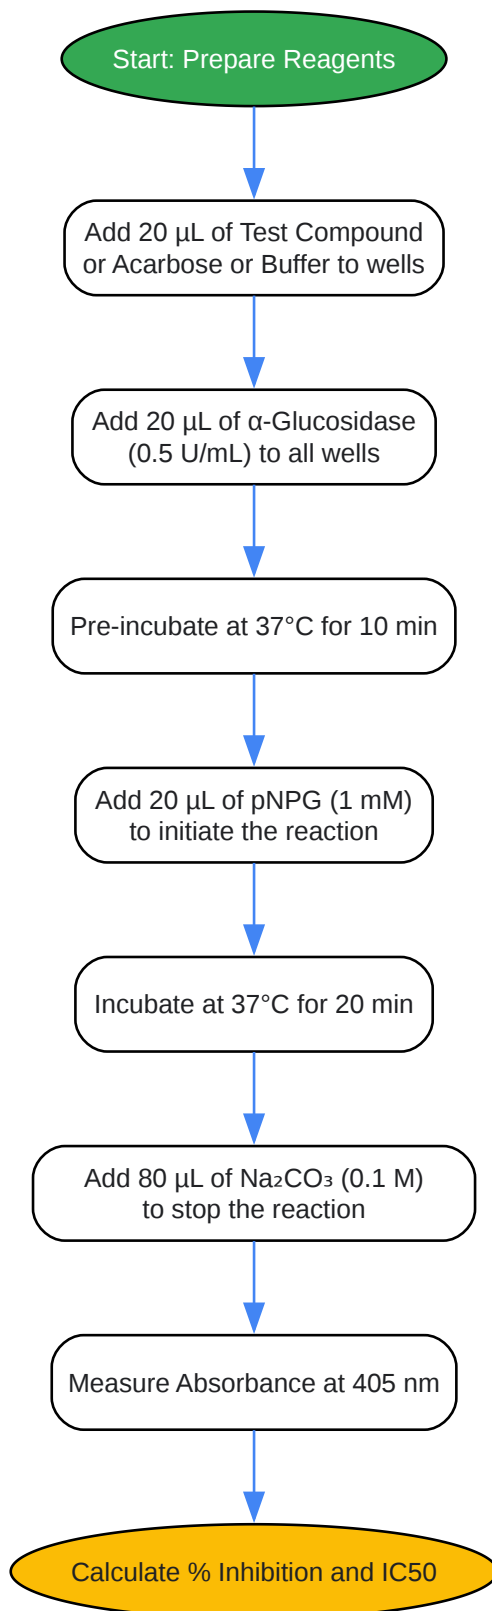 Start: Prepare Reagents
Add 20 µL of Test Compound
or Acarbose or Buffer to wells
Add 20 µL of α-Glucosidase
(0.5 U/mL) to all wells
Pre-incubate at 37°C for 10 min
Add 20 µL of pNPG (1 mM)
to initiate the reaction
Incubate at 37°C for 20 min
Add 80 µL of Na₂CO₃ (0.1 M)
to stop the reaction
Measure Absorbance at 405 nm
Calculate % Inhibition and IC50